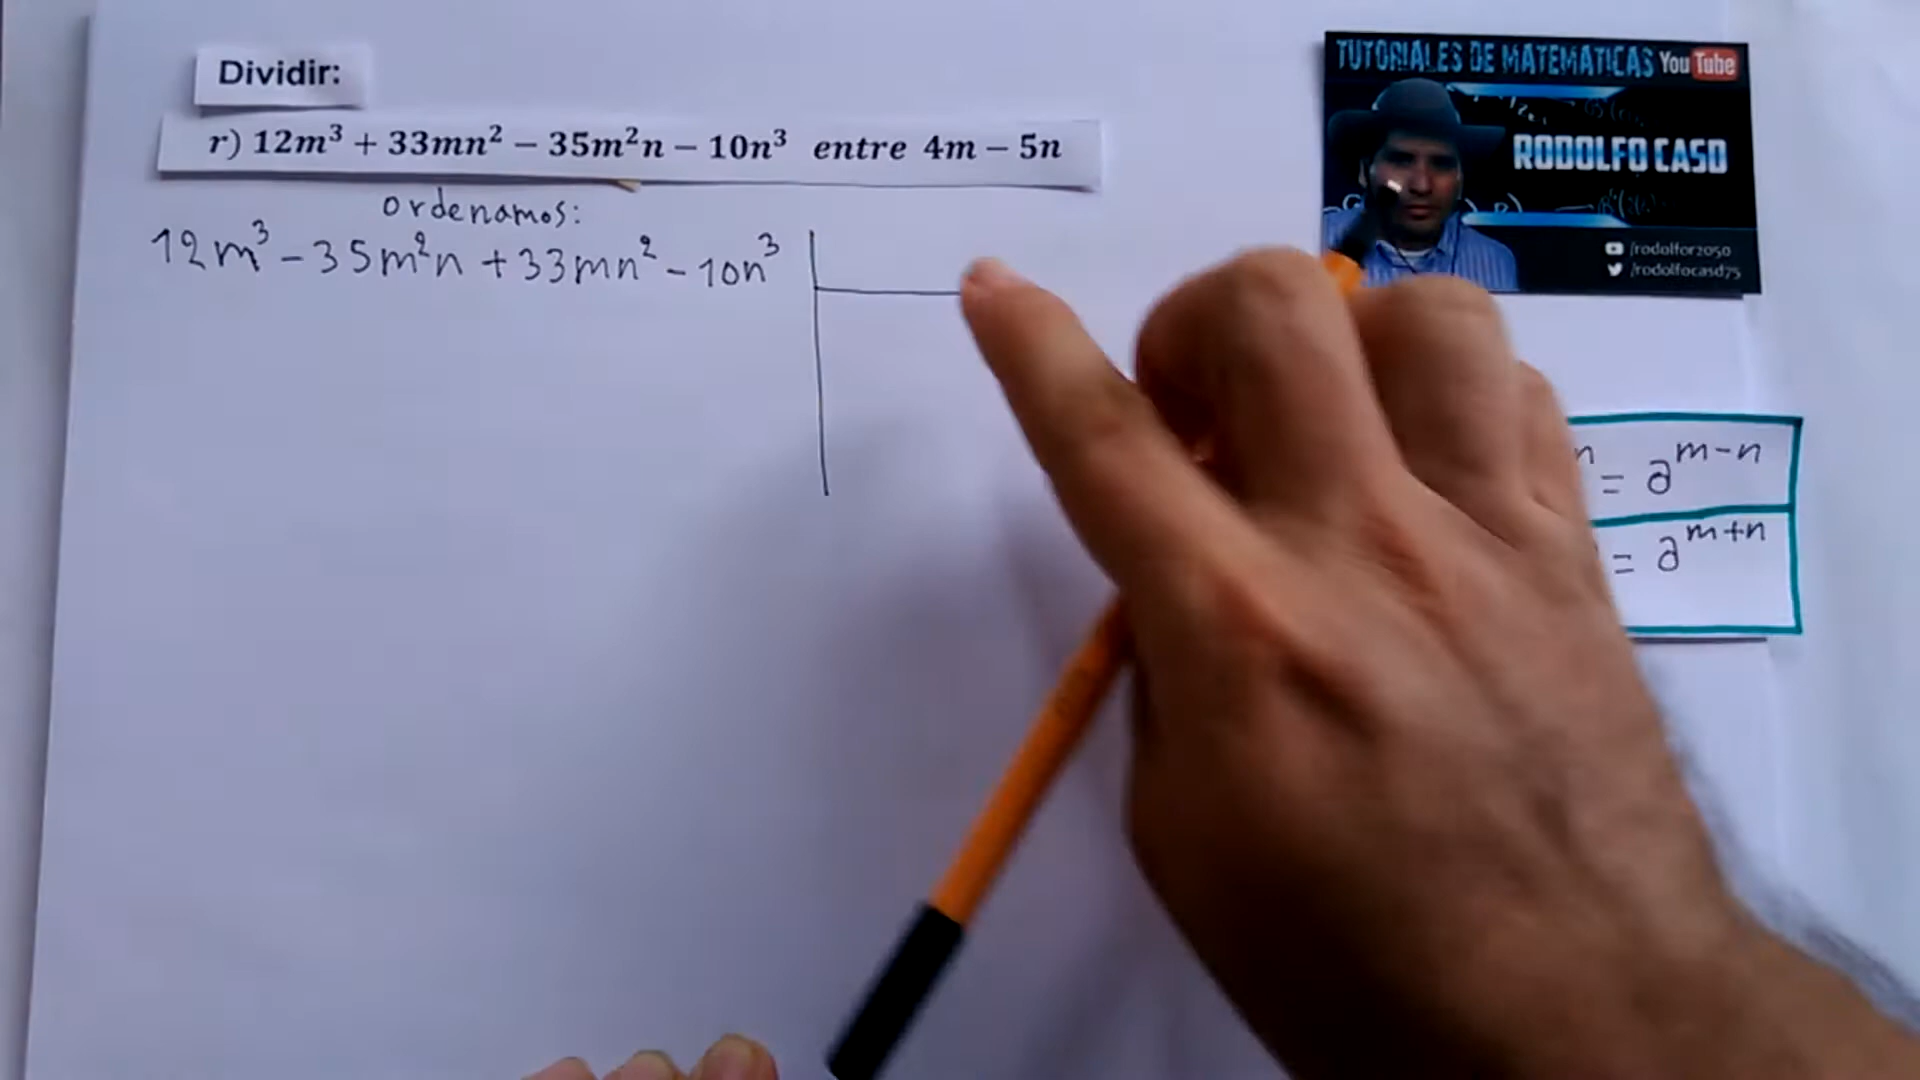 Dividir:
r) 12m³ + 33mn² − 35m²n − 10n³ entre 4m − 5n
ordenamos:
12m³ − 35m²n + 33mn² − 10n³
TUTORIALES DE MATEMATICAS YouTube
RODOLFO CASD
/rodolfor2050
/rodolfocasd75
n = a^{m−n}
= a^{m+n}